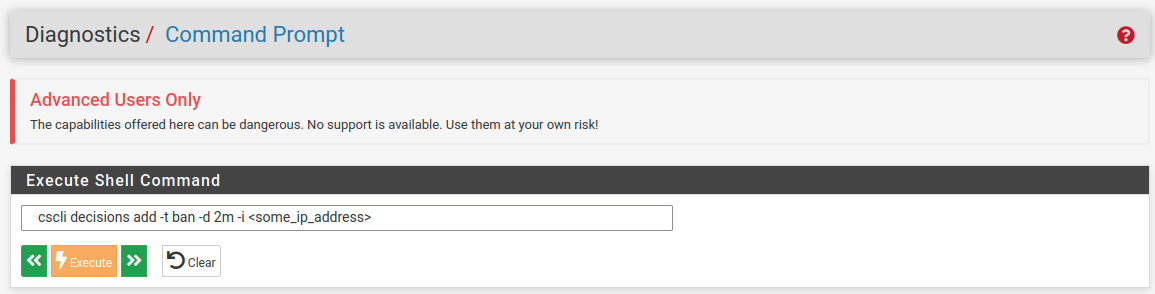 Diagnostics / Command Prompt
Advanced Users Only
The capabilities offered here can be dangerous. No support is available. Use them at your own risk!
Execute Shell Command
cscli decisions add -t ban -d 2m -i <some_ip_address>
Execute Clear